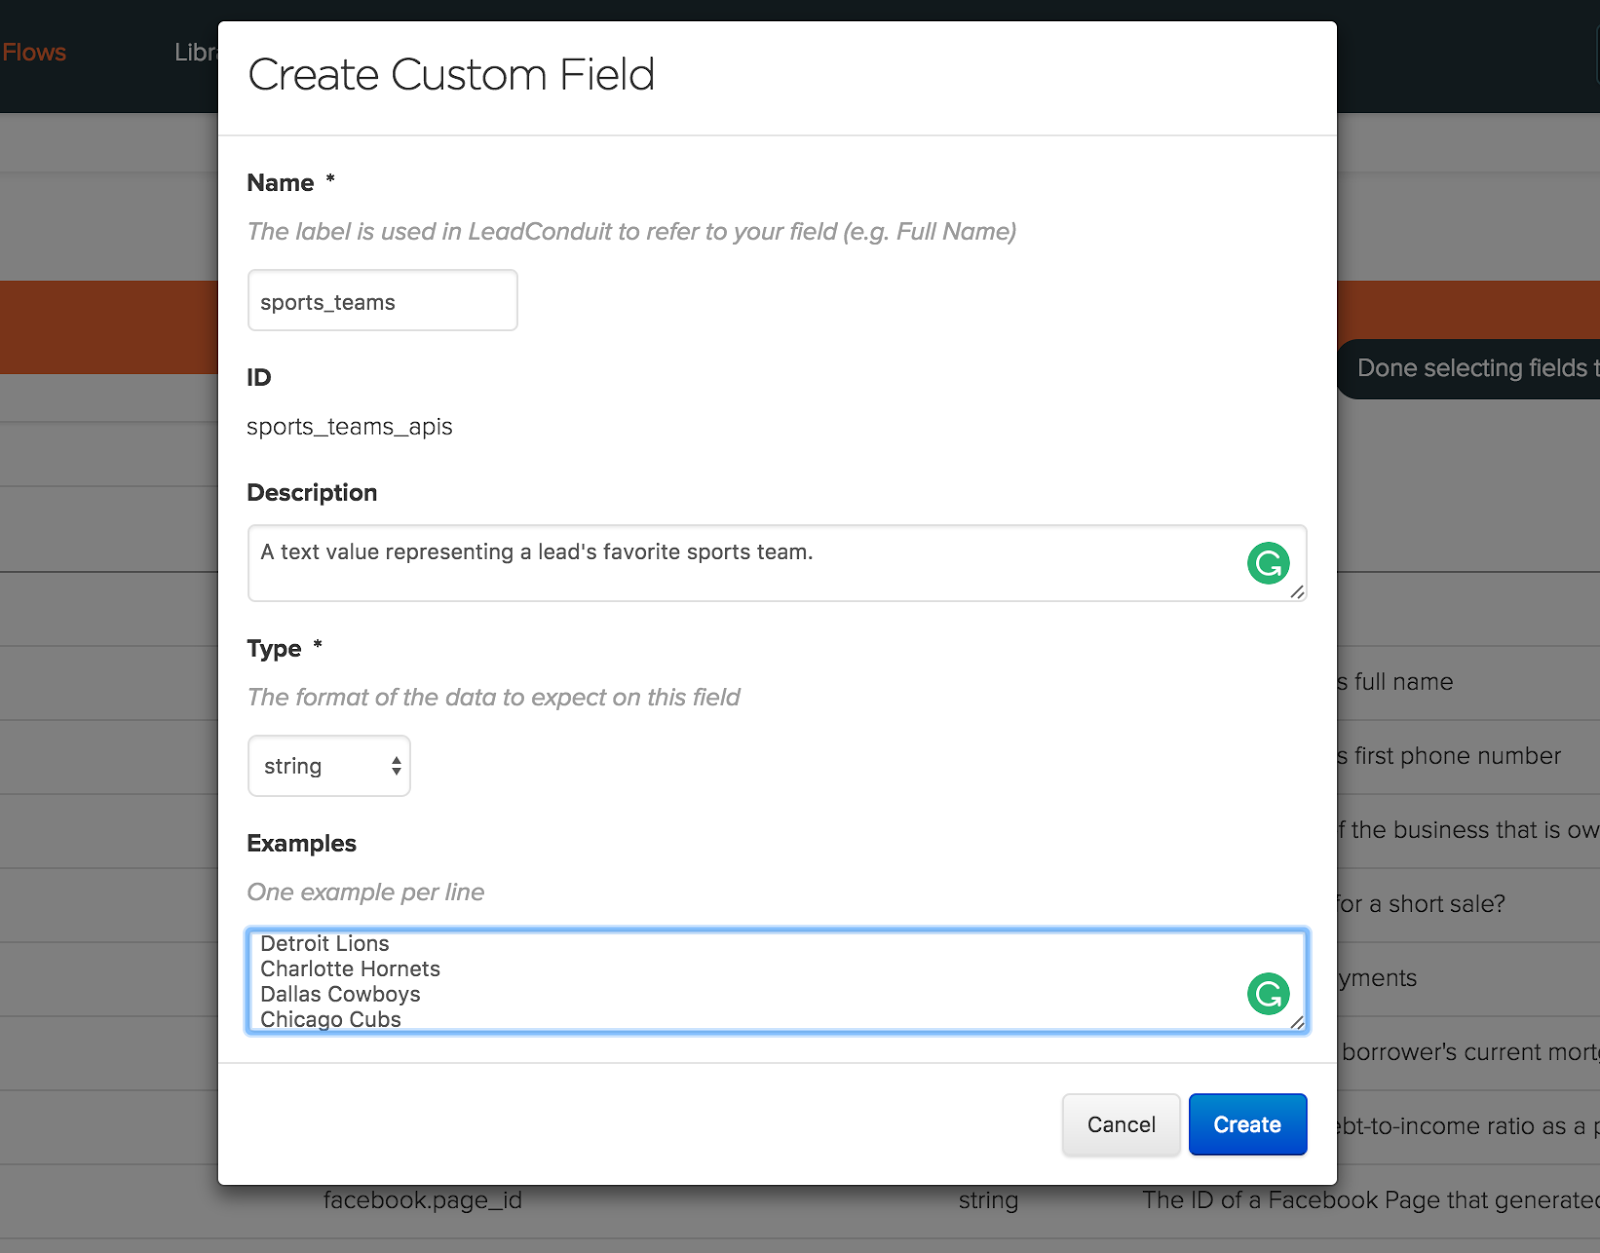 Flows
Create Custom Field
Name *
The label is used in LeadConduit to refer to your field (e.g. Full Name)
sports_teams
ID
sports_teams_apis
Done selecting fields
Description
A text value representing a lead's favorite sports team.
Type *
The format of the data to expect on this field
string
s full name
s first phone number
Examples
f the business that is
One example per line
for a short sale?
Detroit Lions
Charlotte Hornets
Dallas Cowboys
Chicago Cubs
yments
borrower's current
Cancel
Create
ebt-to-income ratio as a
facebook.page_id
string
The ID of a Facebook Page that generated